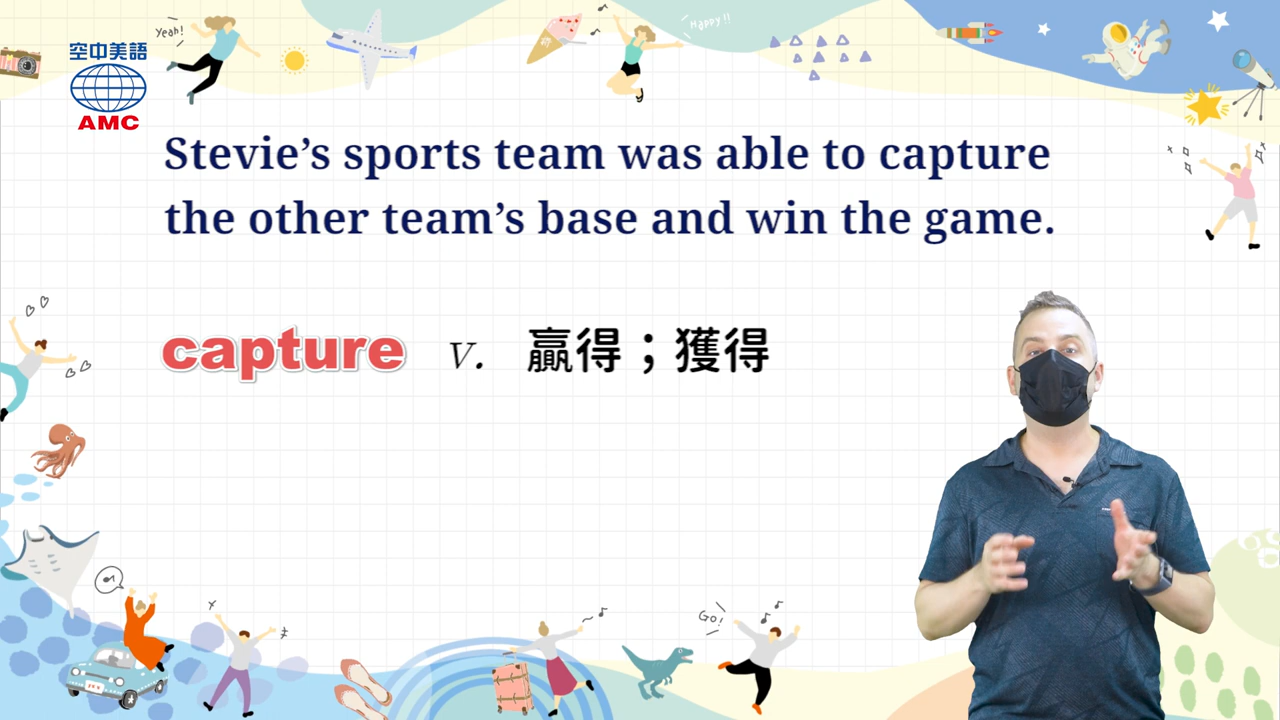 Yeah!
Happy!!
空中美語
AMC
Stevie's sports team was able to capture
the other team's base and win the game.
capture v. 贏得；獲得
Go!